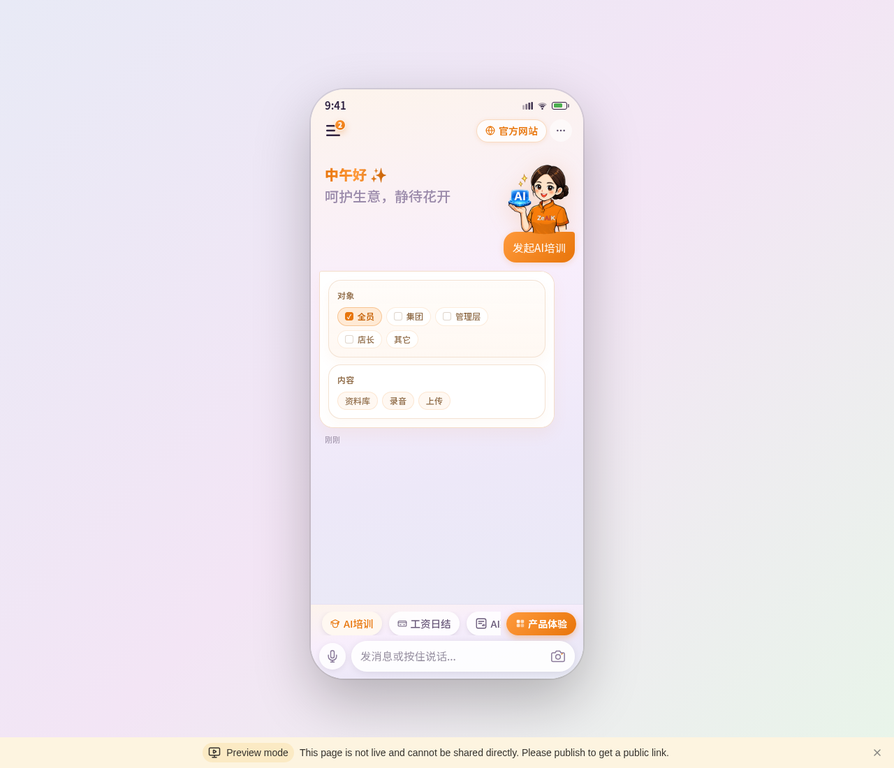 9:41
2
官方网站
中午好 ✨
呵护生意，静待花开
AI
发起AI培训
对象
全员
集团
管理层
店长
其它
内容
资料库
录音
上传
刚刚
AI培训
工资日结
AI
产品体验
发消息或按住说话...
Preview mode
This page is not live and cannot be shared directly. Please publish to get a public link.